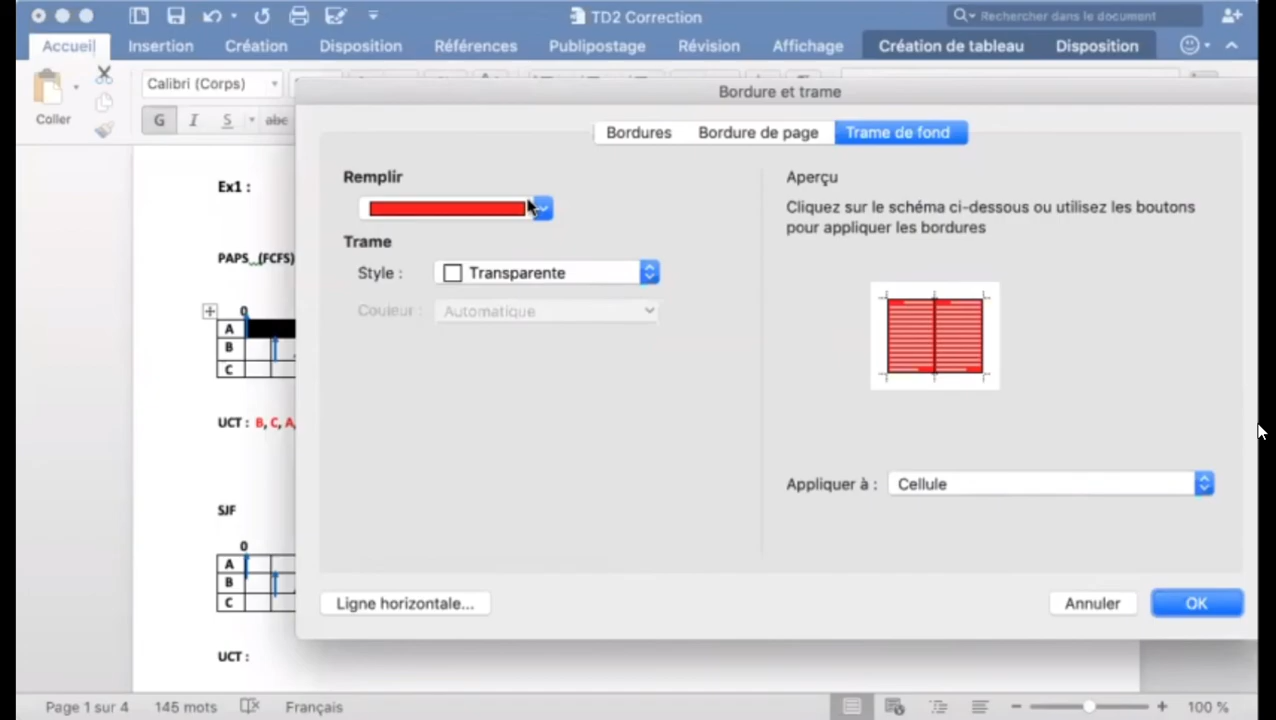 TD2 Correction
Rechercher dans le document
Accueil Insertion Création Disposition Références Publipostage Révision Affichage Création de tableau Disposition
Calibri (Corps)
Coller
G I S abc
Bordure et trame
Bordures Bordure de page Trame de fond
Remplir
Trame
Style : Transparente
Couleur : Automatique
Aperçu
Cliquez sur le schéma ci-dessous ou utilisez les boutons
pour appliquer les bordures
Appliquer à : Cellule
Ligne horizontale...
Annuler OK
Ex1 :
PAPS (FCFS)
0
A
B
C
UCT : B, C, A,
SJF
0
A
B
C
UCT :
Page 1 sur 4 145 mots Français 100 %